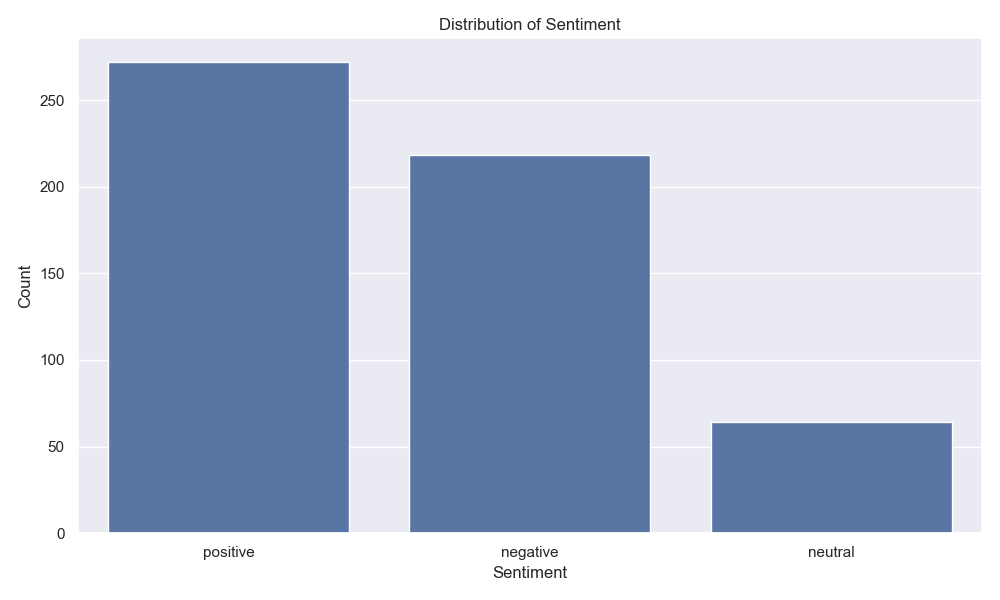 Distribution of Sentiment
250
200
150
100
50
0
Count
positive
negative
neutral
Sentiment